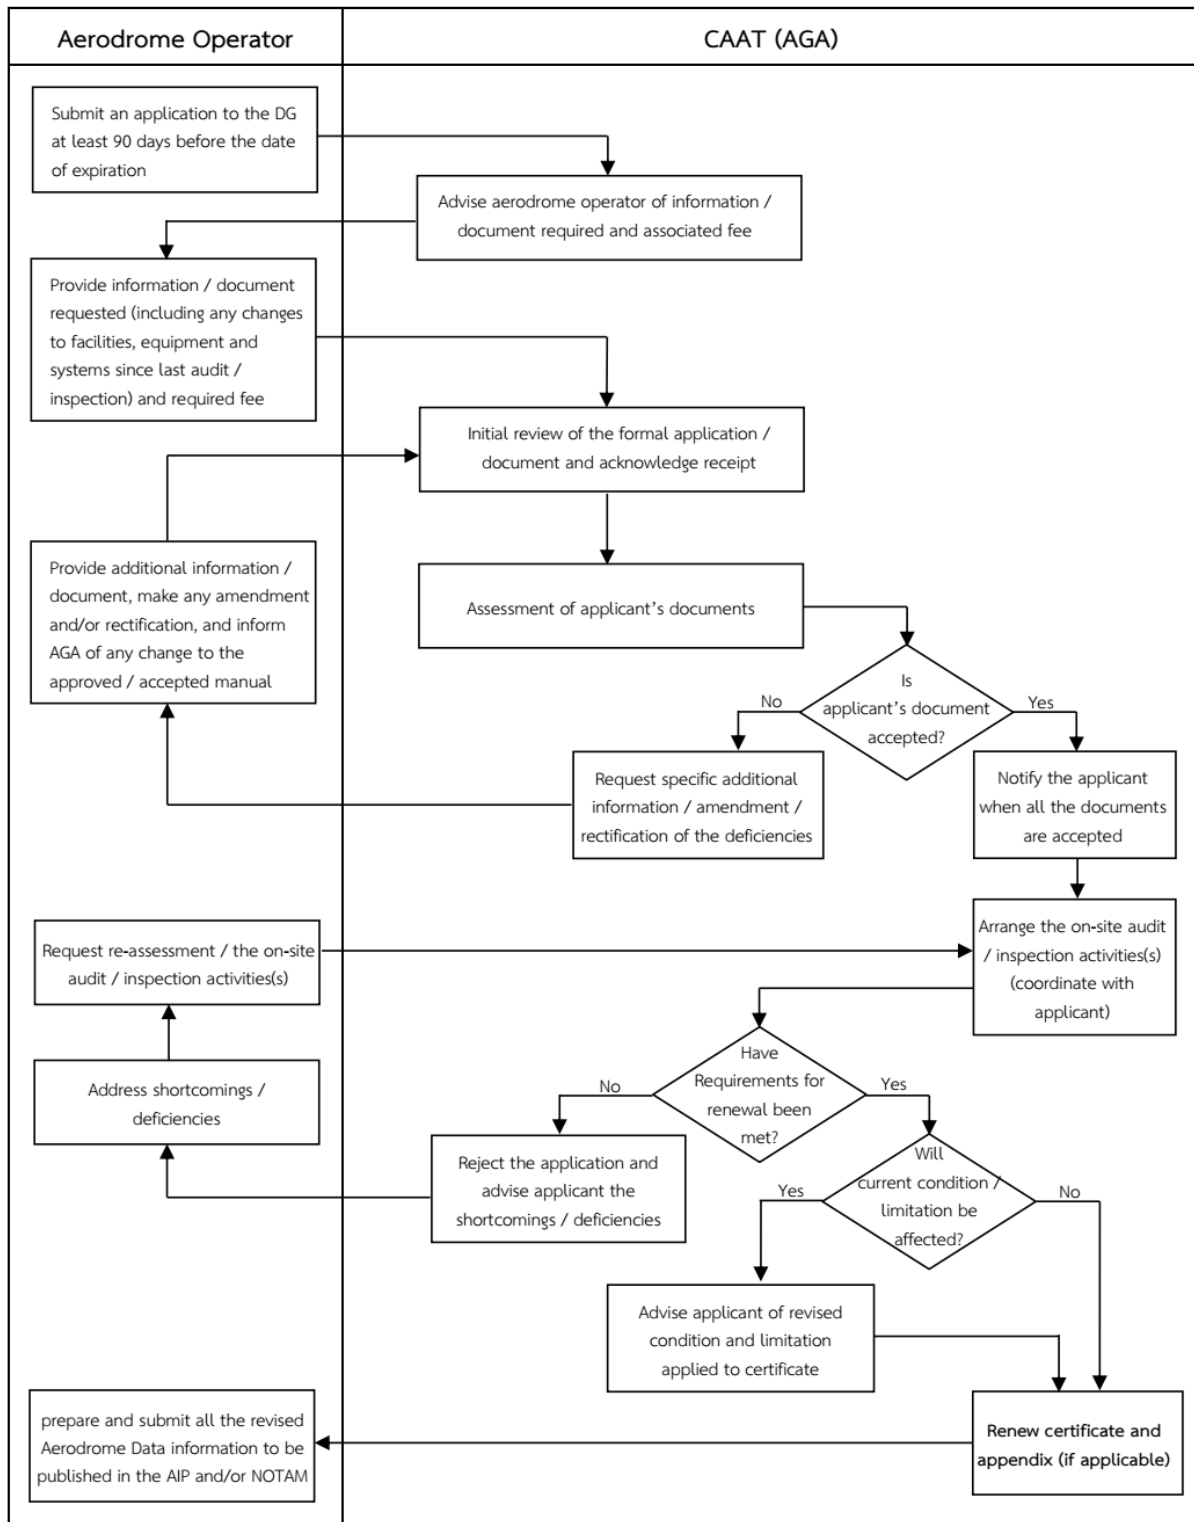 Aerodrome Operator
CAAT (AGA)
Submit an application to the DG
at least 90 days before the date
of expiration
Advise aerodrome operator of information /
document required and associated fee
Provide information / document
requested (including any changes
to facilities, equipment and
systems since last audit /
inspection) and required fee
Initial review of the formal application /
document and acknowledge receipt
Provide additional information /
document, make any amendment
and/or rectification, and inform
AGA of any change to the
approved / accepted manual
Assessment of applicant's documents
Is
applicant's document
accepted?
No
Yes
Request specific additional
information / amendment /
rectification of the deficiencies
Notify the applicant
when all the documents
are accepted
Request re-assessment / the on-site
audit / inspection activities(s)
Arrange the on-site audit
/ inspection activities(s)
(coordinate with
applicant)
Have
Requirements for
renewal been
met?
No
Yes
Address shortcomings /
deficiencies
Reject the application and
advise applicant the
shortcomings / deficiencies
Will
current condition /
limitation be
affected?
Yes
No
Advise applicant of revised
condition and limitation
applied to certificate
prepare and submit all the revised
Aerodrome Data information to be
published in the AIP and/or NOTAM
Renew certificate and
appendix (if applicable)